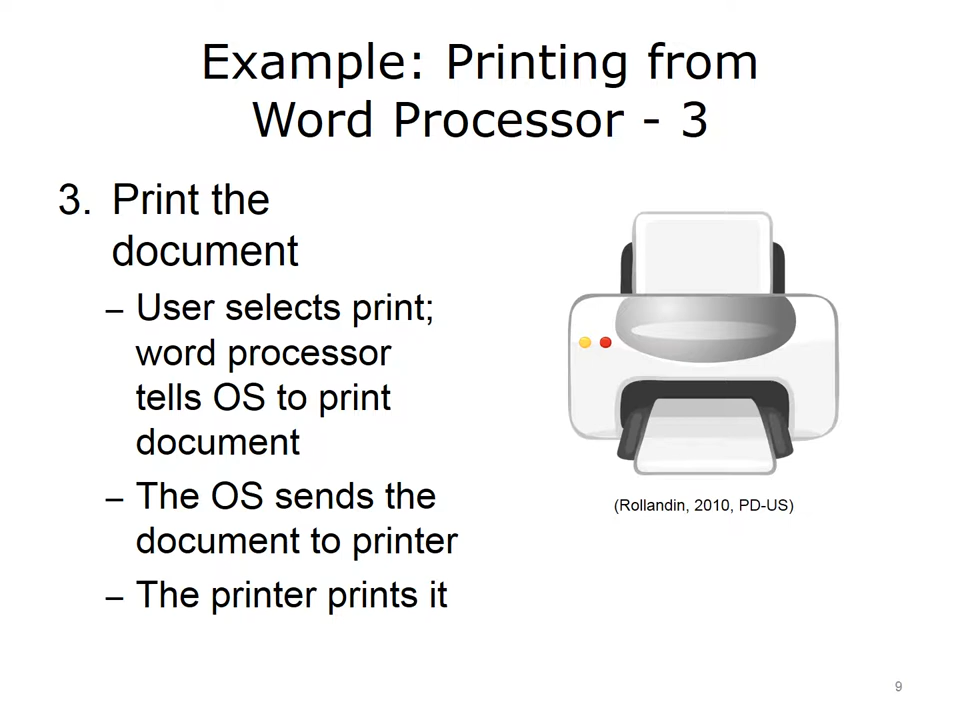 Example: Printing from
Word Processor - 3
3. Print the
document
– User selects print;
word processor
tells OS to print
document
– The OS sends the
document to printer
– The printer prints it
(Rollandin, 2010, PD-US)
9